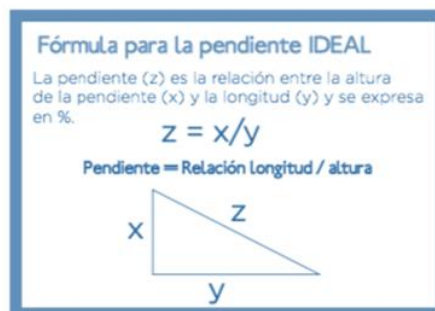 Fórmula para la pendiente IDEAL
La pendiente (z) es la relación entre la altura
de la pendiente (x) y la longitud (y) y se expresa
en %.
z = x/y
Pendiente = Relación longitud / altura
x
z
y